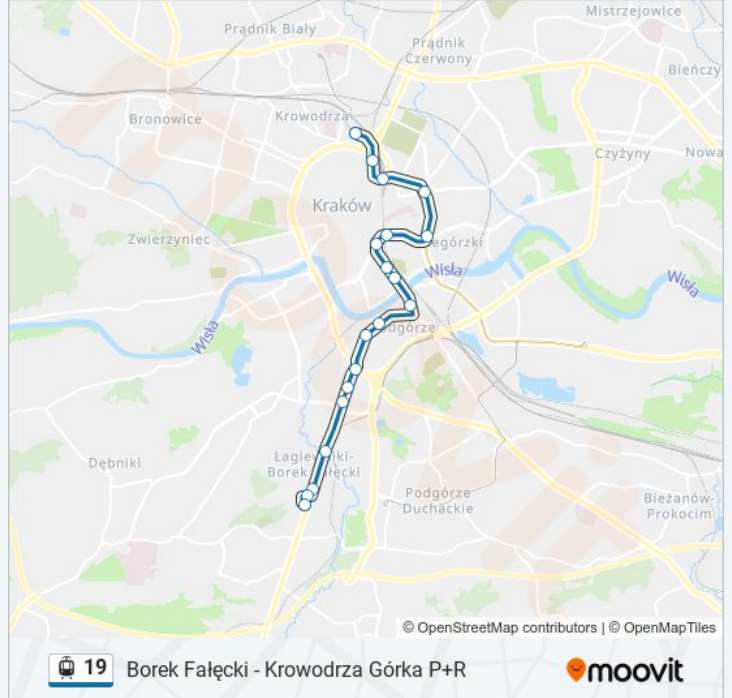 Mistrzejowice
Prądnik Biały
Prądnik
Czerwony
Bieńczy
Bronowice
Krowodrza
Czyżyny
Nowa
Kraków
Zwierzyniec
egórzki
Wisła
Wisła
Wisła
odgórze
Dębniki
Łagiewniki-
Borek Fałęcki
Podgórze
Duchackie
Bieżanów-
Prokocim
© OpenStreetMap contributors | © OpenMapTiles
19 Borek Fałęcki - Krowodrza Górka P+R
moovit